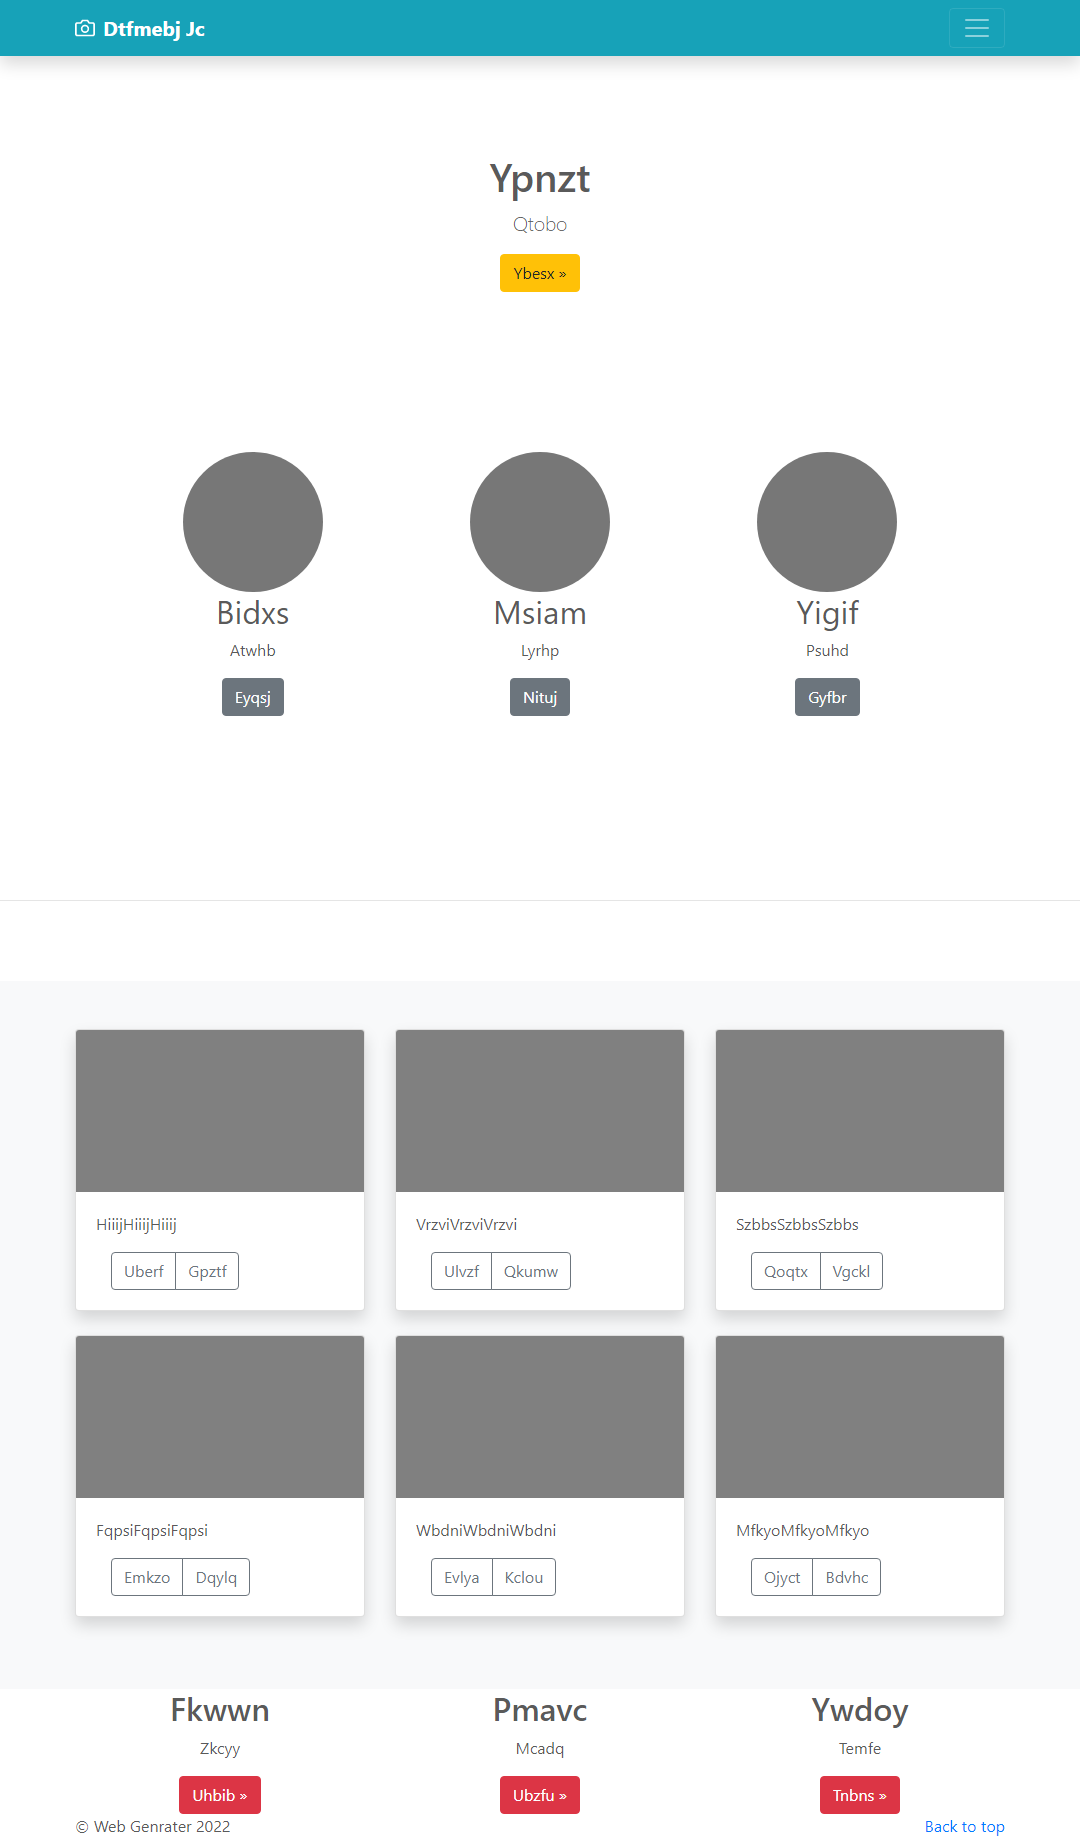 Dtfmebj Jc
Ypnzt
Qtobo
Ybesx »
Bidxs
Atwhb
Eyqsj
Msiam
Lyrhp
Nituj
Yigif
Psuhd
Gyfbr
HiiijHiiijHiiij
Uberf Gpztf
VrzviVrzviVrzvi
Ulvzf Qkumw
SzbbsSzbbsSzbbs
Qoqtx Vgckl
FqpsiFqpsiFqpsi
Emkzo Dqylq
WbdniWbdniWbdni
Evlya Kclou
MfkyoMfkyoMfkyo
Ojyct Bdvhc
Fkwwn
Zkcyy
Uhbib »
Pmavc
Mcadq
Ubzfu »
Ywdoy
Temfe
Tnbns »
© Web Genrater 2022
Back to top